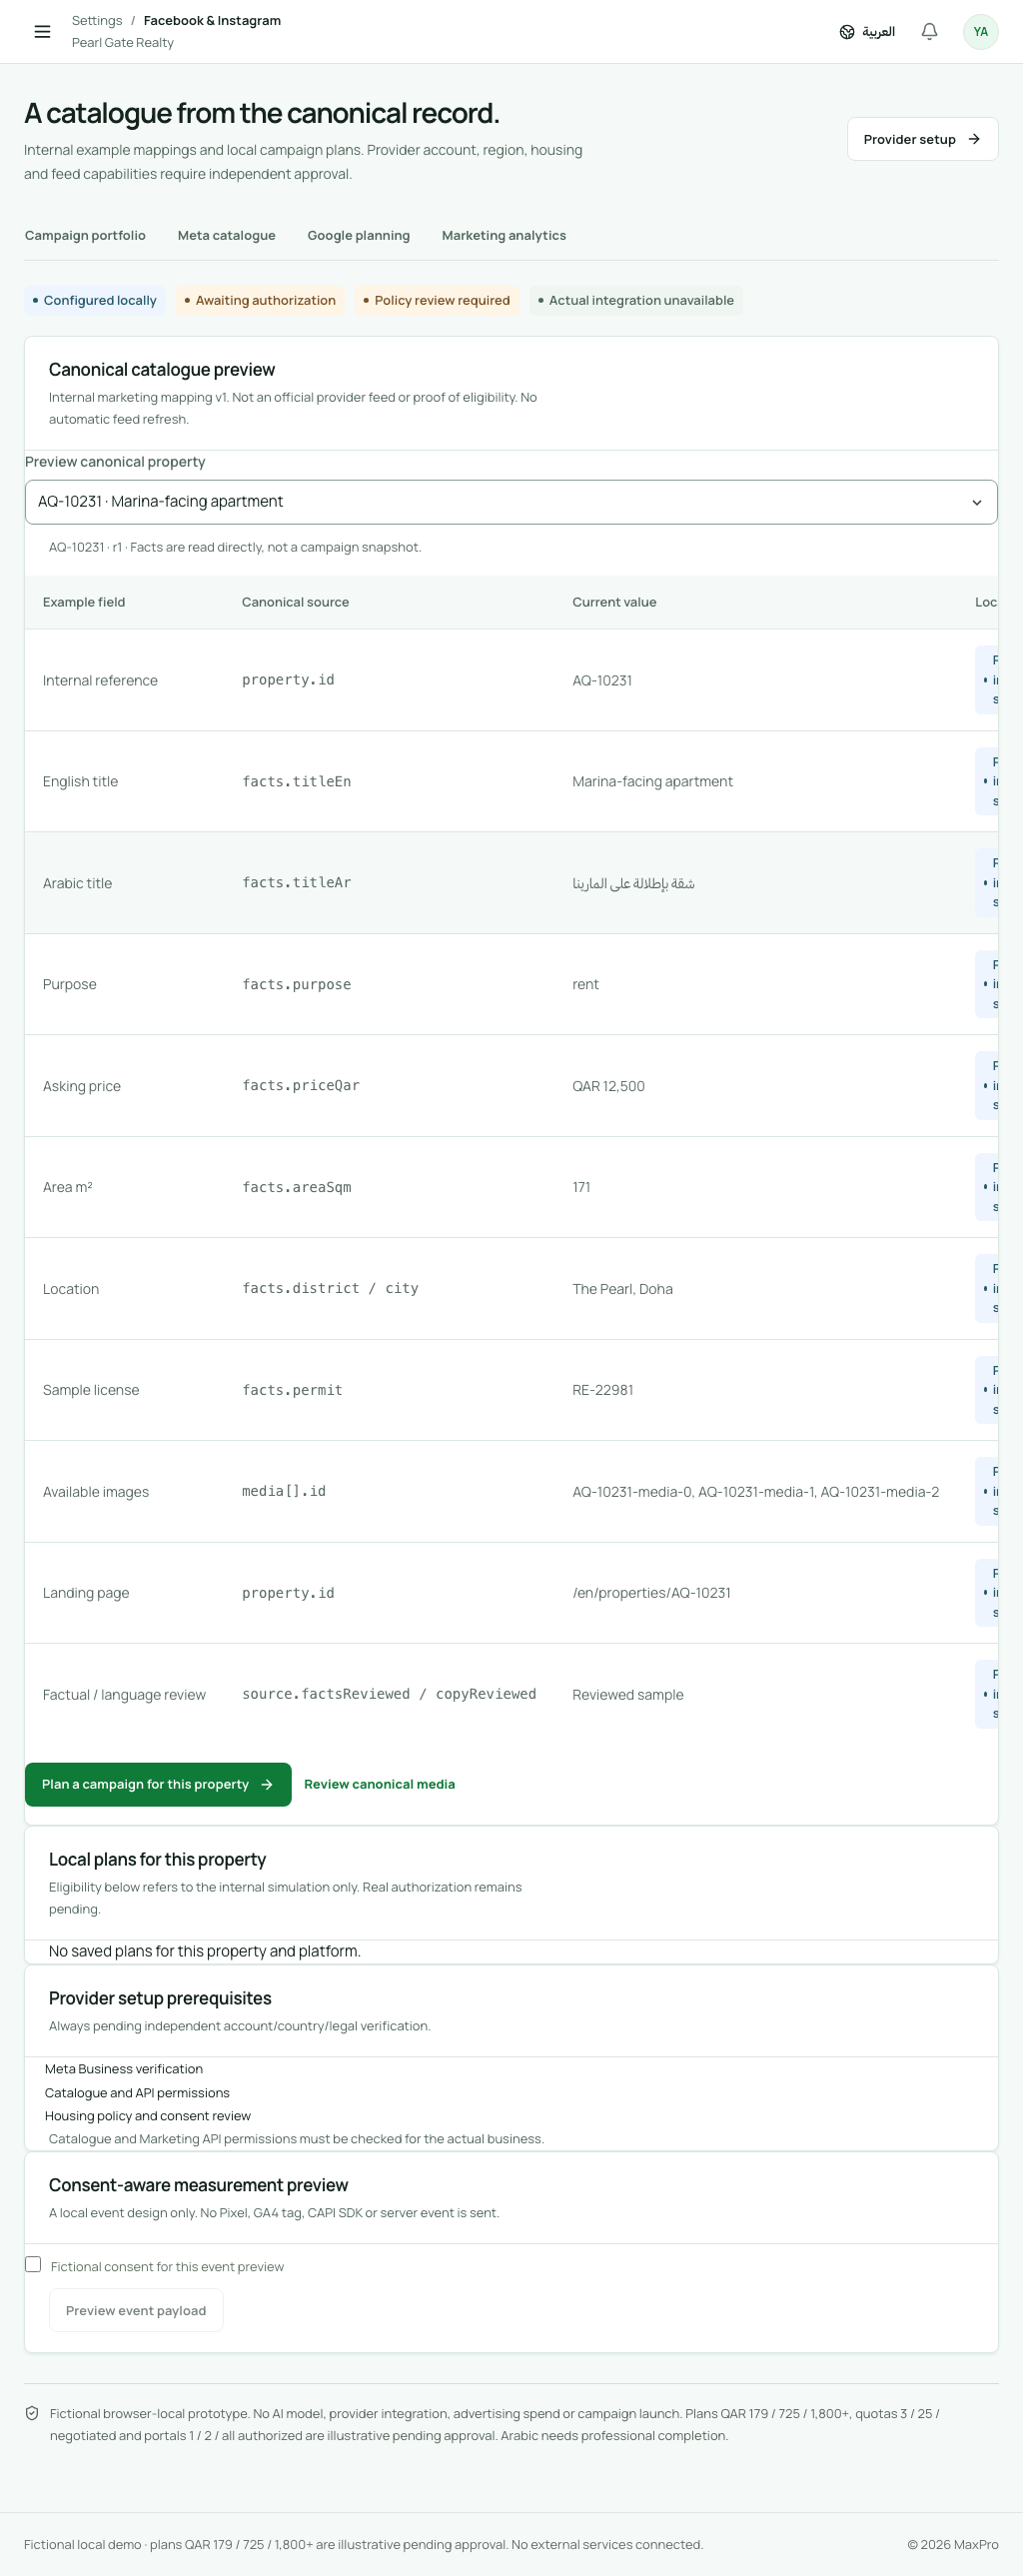 Settings / Facebook & Instagram
Pearl Gate Realty
العربية
YA
A catalogue from the canonical record.
Internal example mappings and local campaign plans. Provider account, region, housing
and feed capabilities require independent approval.
Provider setup
Campaign portfolio Meta catalogue Google planning Marketing analytics
Configured locally Awaiting authorization Policy review required Actual integration unavailable
Canonical catalogue preview
Internal marketing mapping v1. Not an official provider feed or proof of eligibility. No
automatic feed refresh.
Preview canonical property
AQ-10231 · Marina-facing apartment
AQ-10231 · r1 · Facts are read directly, not a campaign snapshot.
Example field Canonical source Current value
Internal reference property.id AQ-10231
English title facts.titleEn Marina-facing apartment
Arabic title facts.titleAr شقة بإطلالة على المارينا
Purpose facts.purpose rent
Asking price facts.priceQar QAR 12,500
Area m² facts.areaSqm 171
Location facts.district / city The Pearl, Doha
Sample license facts.permit RE-22981
Available images media[].id AQ-10231-media-0, AQ-10231-media-1, AQ-10231-media-2
Landing page property.id /en/properties/AQ-10231
Factual / language review source.factsReviewed / copyReviewed Reviewed sample
Plan a campaign for this property Review canonical media
Local plans for this property
Eligibility below refers to the internal simulation only. Real authorization remains
pending.
No saved plans for this property and platform.
Provider setup prerequisites
Always pending independent account/country/legal verification.
Meta Business verification
Catalogue and API permissions
Housing policy and consent review
Catalogue and Marketing API permissions must be checked for the actual business.
Consent-aware measurement preview
A local event design only. No Pixel, GA4 tag, CAPI SDK or server event is sent.
Fictional consent for this event preview
Preview event payload
Fictional browser-local prototype. No AI model, provider integration, advertising spend or campaign launch. Plans QAR 179 / 725 / 1,800+, quotas 3 / 25 /
negotiated and portals 1 / 2 / all authorized are illustrative pending approval. Arabic needs professional completion.
Fictional local demo · plans QAR 179 / 725 / 1,800+ are illustrative pending approval. No external services connected.
© 2026 MaxPro